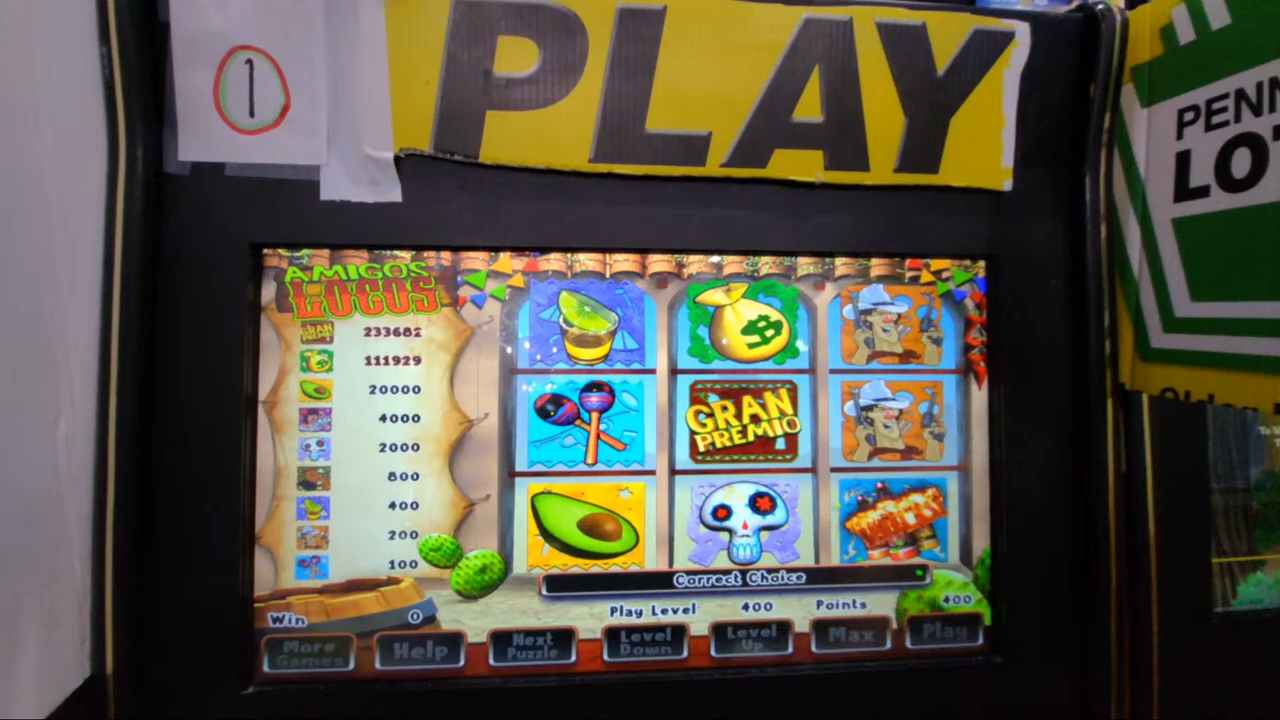 1
PLAY
PENN
LO
AMIGOS
LOCOS
GRAN
PREMIO
233682
111929
20000
4000
2000
800
400
200
100
GRAN
PREMIO
Correct Choice
Win 0
Play Level 400 Points 400
More
Games
Help
Next
Puzzle
Level
Down
Level
Up
Max
Play
To